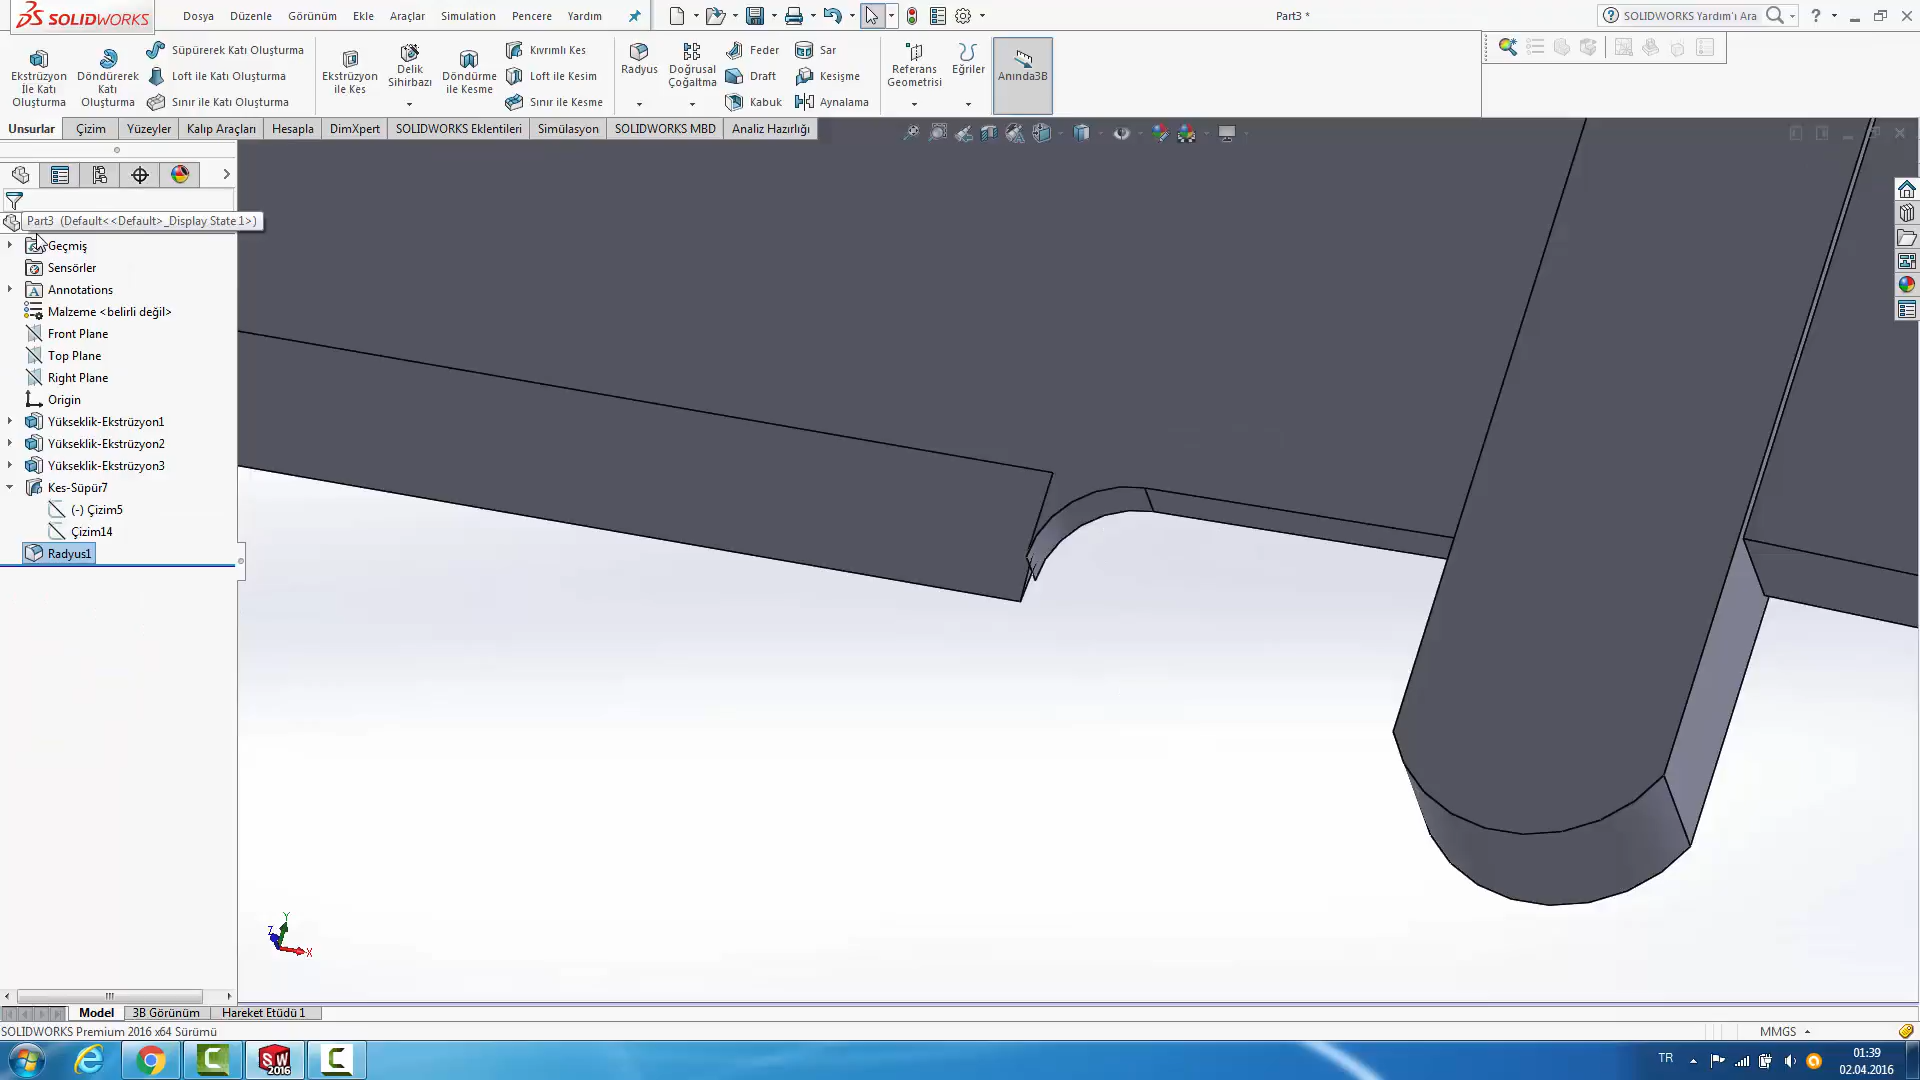 SOLIDWORKS
Dosya Düzenle Görünüm Ekle Araçlar Simulation Pencere Yardım
Part3 *
SOLIDWORKS Yardım'ı Ara
Ekstrüzyon İle Katı Oluşturma
Döndürerek Katı Oluşturma
Süpürerek Katı Oluşturma
Loft ile Katı Oluşturma
Sınır ile Katı Oluşturma
Ekstrüzyon ile Kes
Delik Sihirbazı
Döndürme ile Kesme
Kıvrımlı Kes
Loft ile Kesim
Sınır ile Kesme
Radyus
Doğrusal Çoğaltma
Feder
Draft
Kabuk
Sar
Kesişme
Aynalama
Referans Geometrisi
Eğriler
Anında3B
Unsurlar Çizim Yüzeyler Kalıp Araçları Hesapla DimXpert SOLIDWORKS Eklentileri Simülasyon SOLIDWORKS MBD Analiz Hazırlığı
Part3 (Default<<Default>_Display State 1>)
Geçmiş
Sensörler
Annotations
Malzeme <belirli değil>
Front Plane
Top Plane
Right Plane
Origin
Yükseklik-Ekstrüzyon1
Yükseklik-Ekstrüzyon2
Yükseklik-Ekstrüzyon3
Kes-Süpür7
(-) Çizim5
Çizim14
Radyus1
Y
Z
X
Model 3B Görünüm Hareket Etüdü 1
SOLIDWORKS Premium 2016 x64 Sürümü
MMGS
SW 2016
TR
01:39
02.04.2016